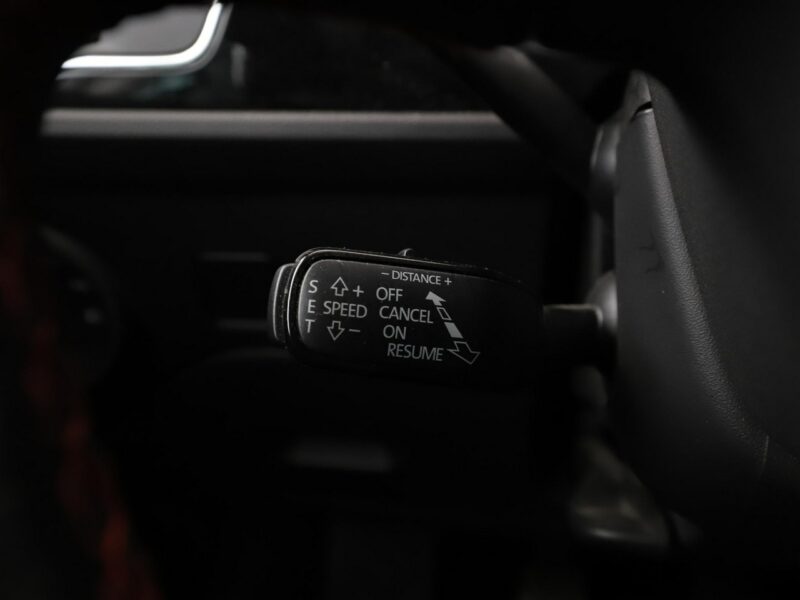 - DISTANCE +
S + OFF
E SPEED CANCEL
T - ON
RESUME